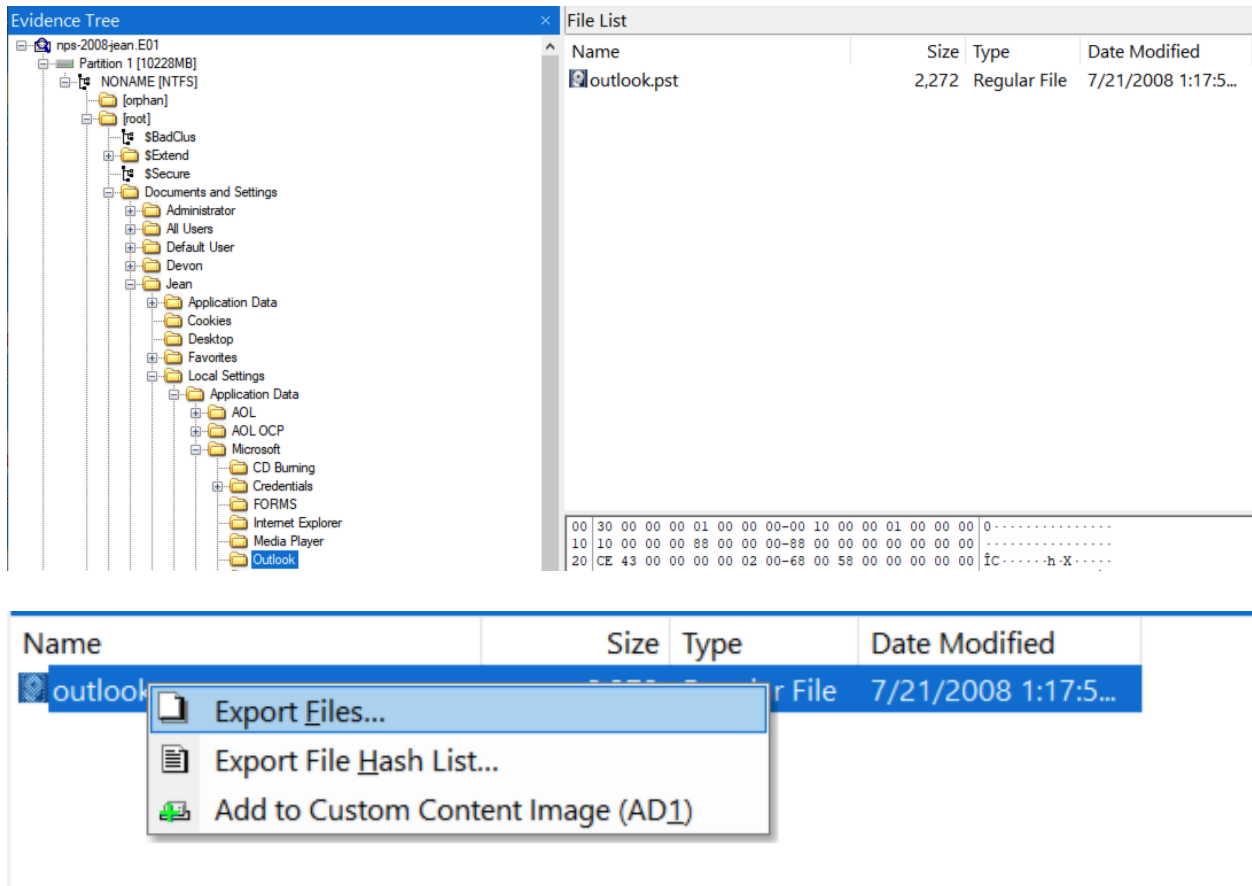 Evidence Tree ×
nps-2008-jean.E01
Partition 1 [10228MB]
NONAME [NTFS]
[orphan]
[root]
$BadClus
$Extend
$Secure
Documents and Settings
Administrator
All Users
Default User
Devon
Jean
Application Data
Cookies
Desktop
Favorites
Local Settings
Application Data
AOL
AOL OCP
Microsoft
CD Burning
Credentials
FORMS
Internet Explorer
Media Player
Outlook
File List
Name Size Type Date Modified
outlook.pst 2,272 Regular File 7/21/2008 1:17:5...
00 30 00 00 00 01 00 00 00-00 10 00 00 01 00 00 00 0···············
10 10 00 00 00 88 00 00 00-88 00 00 00 00 00 00 00 ················
20 CE 43 00 00 00 00 02 00-68 00 58 00 00 00 00 00 ÎC······h·X·····
Name Size Type Date Modified
outlook r File 7/21/2008 1:17:5...
Export Files...
Export File Hash List...
Add to Custom Content Image (AD1)